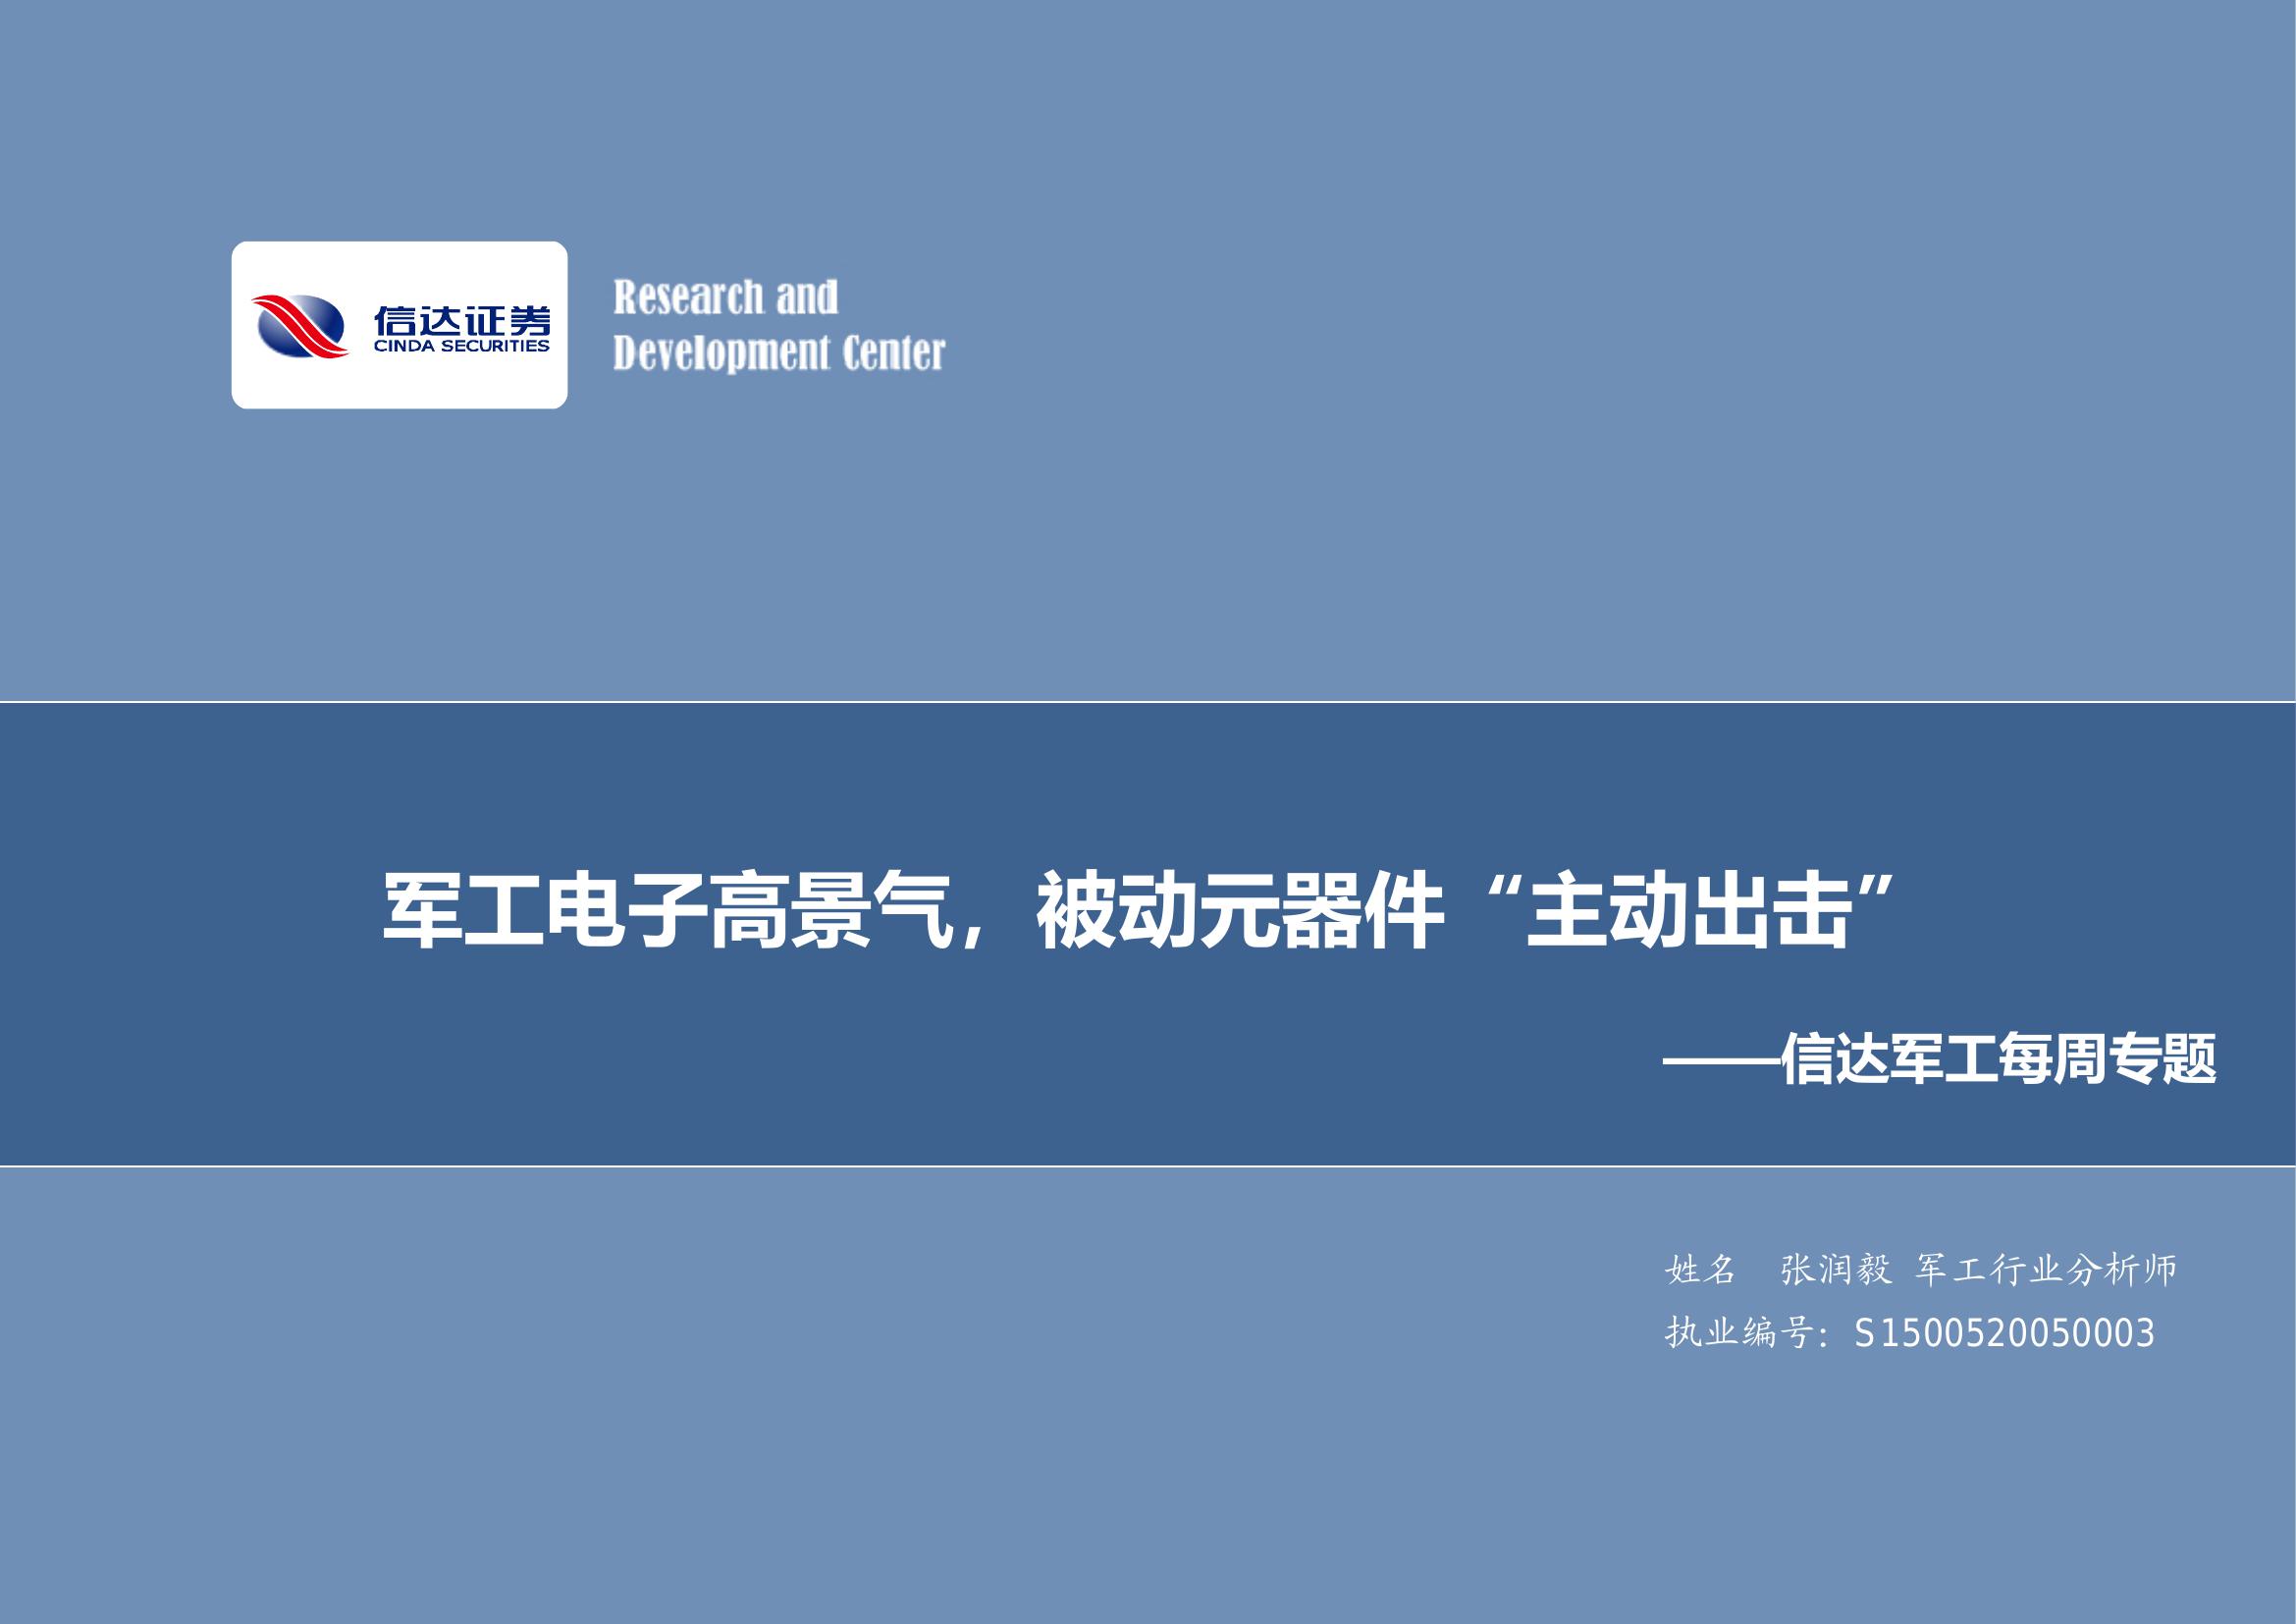 信达证券
CINDA SECURITIES
Research and
Development Center
军工电子高景气，被动元器件“主动出击”
——信达军工每周专题
姓名 张润毅 军工行业分析师
执业编号：S1500520050003